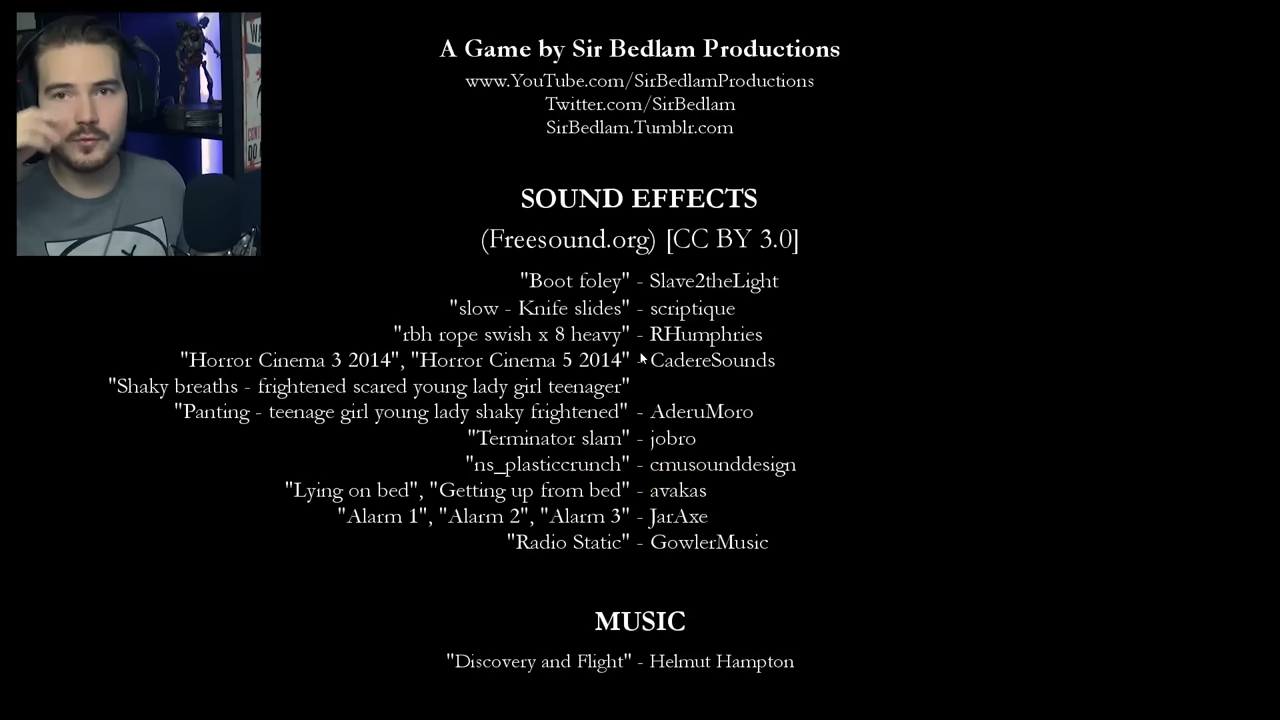 A Game by Sir Bedlam Productions
www.YouTube.com/SirBedlamProductions
Twitter.com/SirBedlam
SirBedlam.Tumblr.com
SOUND EFFECTS
(Freesound.org) [CC BY 3.0]
"Boot foley" - Slave2theLight
"slow - Knife slides" - scriptique
"rbh rope swish x 8 heavy" - RHumphries
"Horror Cinema 3 2014", "Horror Cinema 5 2014" - CadereSounds
"Shaky breaths - frightened scared young lady girl teenager"
"Panting - teenage girl young lady shaky frightened" - AderuMoro
"Terminator slam" - jobro
"ns_plasticcrunch" - cmusounddesign
"Lying on bed", "Getting up from bed" - avakas
"Alarm 1", "Alarm 2", "Alarm 3" - JarAxe
"Radio Static" - GowlerMusic
MUSIC
"Discovery and Flight" - Helmut Hampton